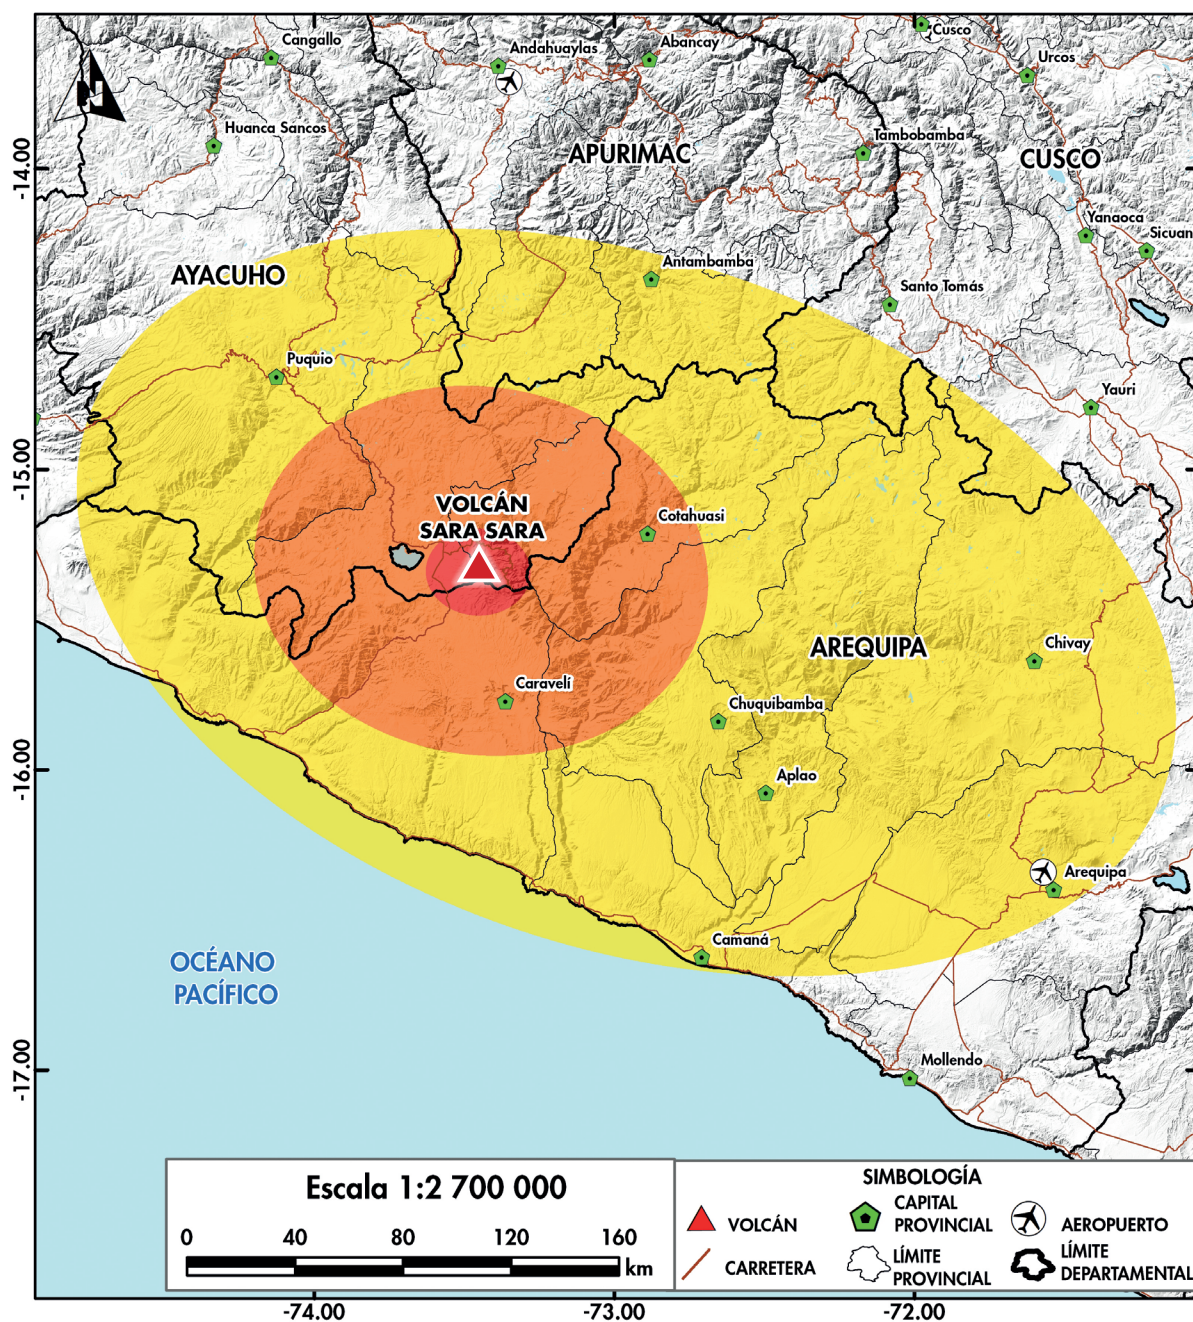 Cangallo
Andahuaylas
Abancay
Cusco
Urcos
N
Huanca Sancos
APURIMAC
Tambobamba
CUSCO
-14.00
Yanaoca
Sicuan
AYACUHO
Antambamba
Santo Tomás
Puquio
Yauri
-15.00
VOLCÁN
SARA SARA
Cotahuasi
AREQUIPA
Chivay
Caravelí
Chuquibamba
-16.00
Aplao
Arequipa
Camaná
OCÉANO
PACÍFICO
-17.00
Mollendo
Escala 1:2 700 000
0 40 80 120 160
km
SIMBOLOGÍA
VOLCÁN
CAPITAL
PROVINCIAL
AEROPUERTO
CARRETERA
LÍMITE
PROVINCIAL
LÍMITE
DEPARTAMENTAL
-74.00 -73.00 -72.00